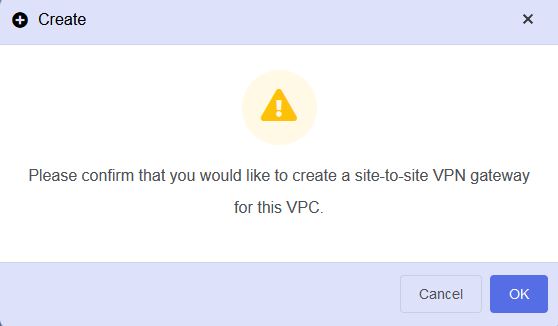 Create
Please confirm that you would like to create a site-to-site VPN gateway
for this VPC.
Cancel
OK